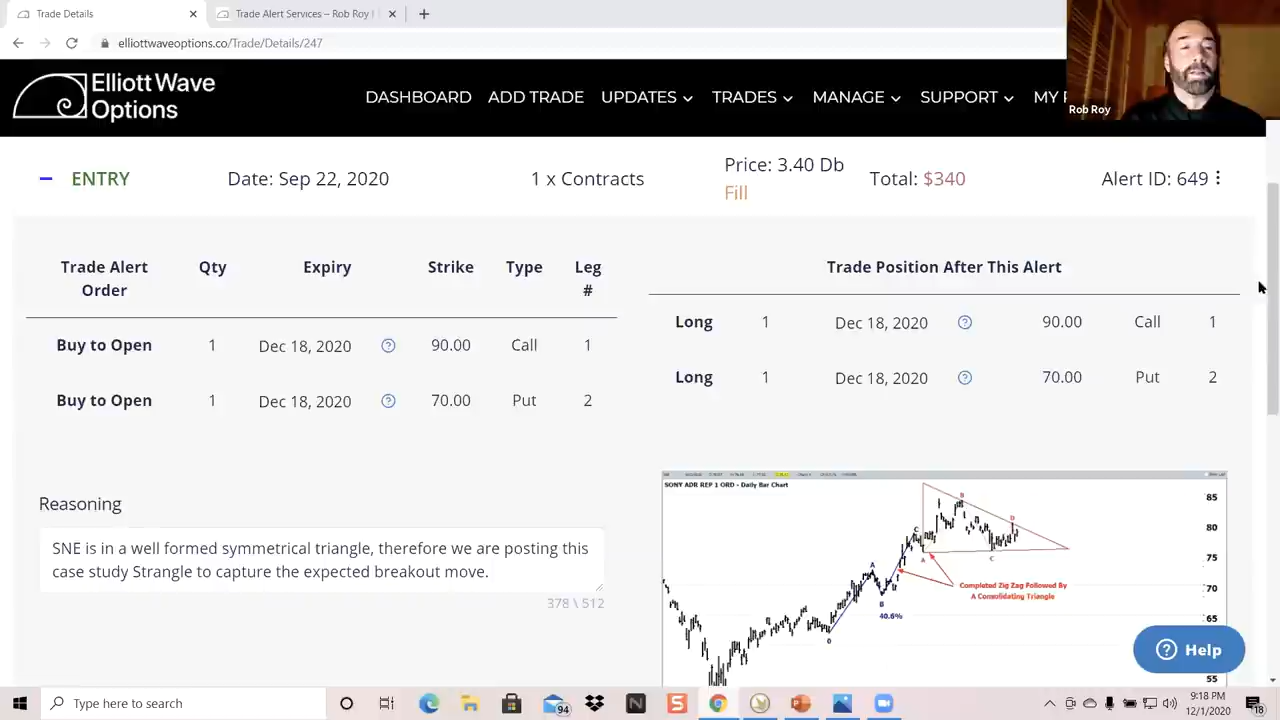 Trade Details
Trade Alert Services – Rob Roy
elliottwaveoptions.co/Trade/Details/247
Elliott Wave
Options
DASHBOARD
ADD TRADE
UPDATES
TRADES
MANAGE
SUPPORT
MY
Rob Roy
ENTRY
Date: Sep 22, 2020
1 x Contracts
Price: 3.40 Db
Fill
Total: $340
Alert ID: 649
Trade Alert
Order
Qty
Expiry
Strike
Type
Leg
#
Buy to Open 1 Dec 18, 2020 90.00 Call 1
Buy to Open 1 Dec 18, 2020 70.00 Put 2
Trade Position After This Alert
Long 1 Dec 18, 2020 90.00 Call 1
Long 1 Dec 18, 2020 70.00 Put 2
Reasoning
SNE is in a well formed symmetrical triangle, therefore we are posting this
case study Strangle to capture the expected breakout move.
378 / 512
SONY ADR REP 1 ORD - Daily Bar Chart
85
80
75
70
65
55
B
D
C
A
C
A
B
40.6%
0
Completed Zig Zag Followed By
A Consolidating Triangle
Help
Type here to search
94
9:18 PM
12/1/2020
18